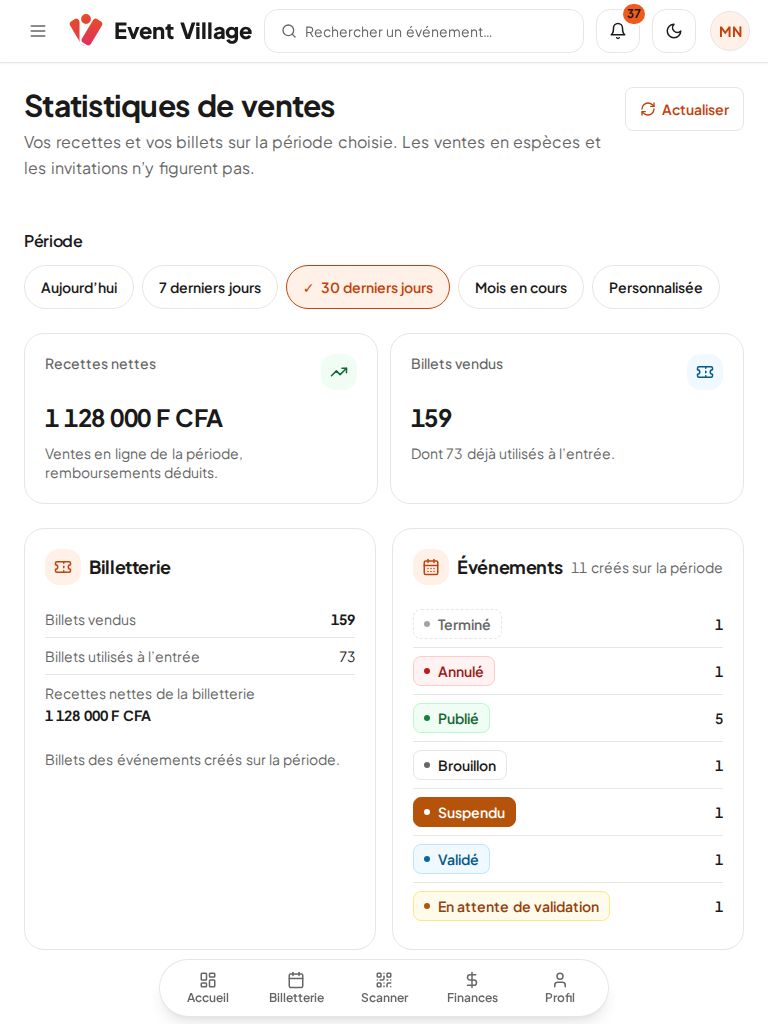 Event Village
Rechercher un événement…
37
MN
Statistiques de ventes
Actualiser
Vos recettes et vos billets sur la période choisie. Les ventes en espèces et
les invitations n’y figurent pas.
Période
Aujourd’hui
7 derniers jours
✓ 30 derniers jours
Mois en cours
Personnalisée
Recettes nettes
1 128 000 F CFA
Ventes en ligne de la période,
remboursements déduits.
Billets vendus
159
Dont 73 déjà utilisés à l’entrée.
Billetterie
Billets vendus 159
Billets utilisés à l’entrée 73
Recettes nettes de la billetterie
1 128 000 F CFA
Billets des événements créés sur la période.
Événements 11 créés sur la période
Terminé 1
Annulé 1
Publié 5
Brouillon 1
Suspendu 1
Validé 1
En attente de validation 1
Accueil
Billetterie
Scanner
Finances
Profil